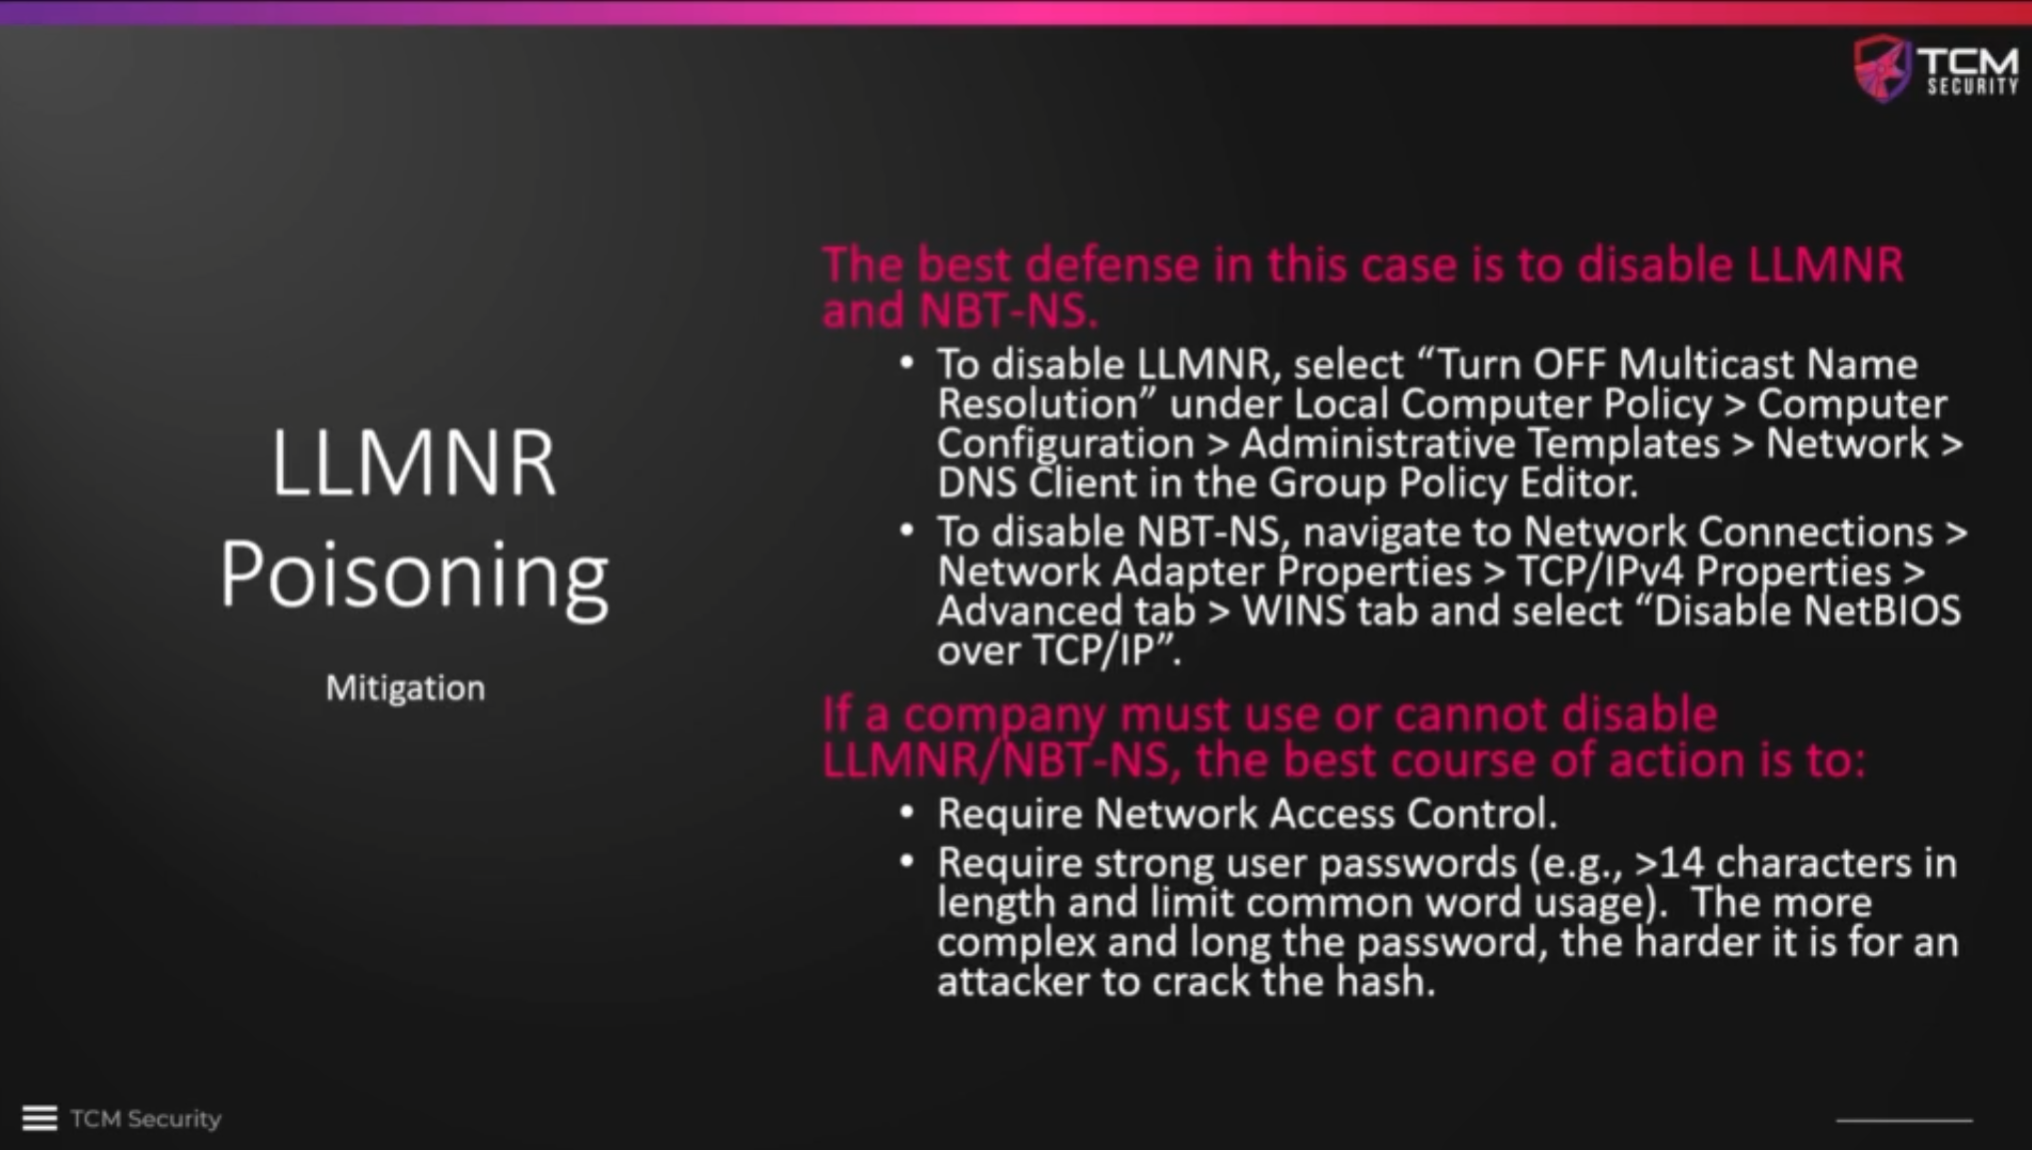 TCM
SECURITY
LLMNR
Poisoning
Mitigation
The best defense in this case is to disable LLMNR
and NBT-NS.
• To disable LLMNR, select “Turn OFF Multicast Name
Resolution” under Local Computer Policy > Computer
Configuration > Administrative Templates > Network >
DNS Client in the Group Policy Editor.
• To disable NBT-NS, navigate to Network Connections >
Network Adapter Properties > TCP/IPv4 Properties >
Advanced tab > WINS tab and select “Disable NetBIOS
over TCP/IP”.
If a company must use or cannot disable
LLMNR/NBT-NS, the best course of action is to:
• Require Network Access Control.
• Require strong user passwords (e.g., >14 characters in
length and limit common word usage).  The more
complex and long the password, the harder it is for an
attacker to crack the hash.
TCM Security